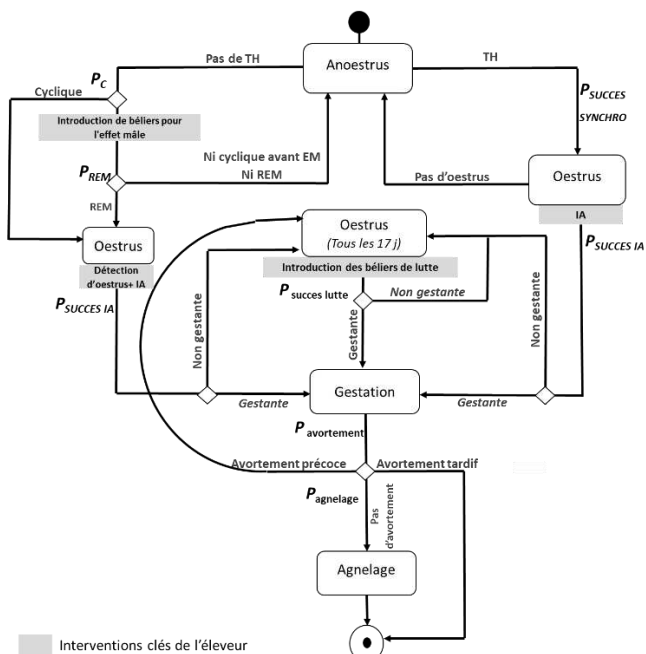 Anoestrus
Pas de TH
TH
P_C
Cyclique
Introduction de béliers pour
l'effet mâle
P_SUCCES
SYNCHRO
P_REM
Ni cyclique avant EM
Ni REM
REM
Pas d'oestrus
Oestrus
IA
P_SUCCES IA
Oestrus
Détection
d'oestrus+ IA
P_SUCCES IA
Oestrus
(Tous les 17 j)
Introduction des béliers de lutte
P succes lutte
Non gestante
Gestante
Non gestante
Non gestante
Gestante
Gestation
Gestante
P avortement
Avortement précoce
Avortement tardif
P agnelage
Pas
d'avortement
Agnelage
Interventions clés de l'éleveur